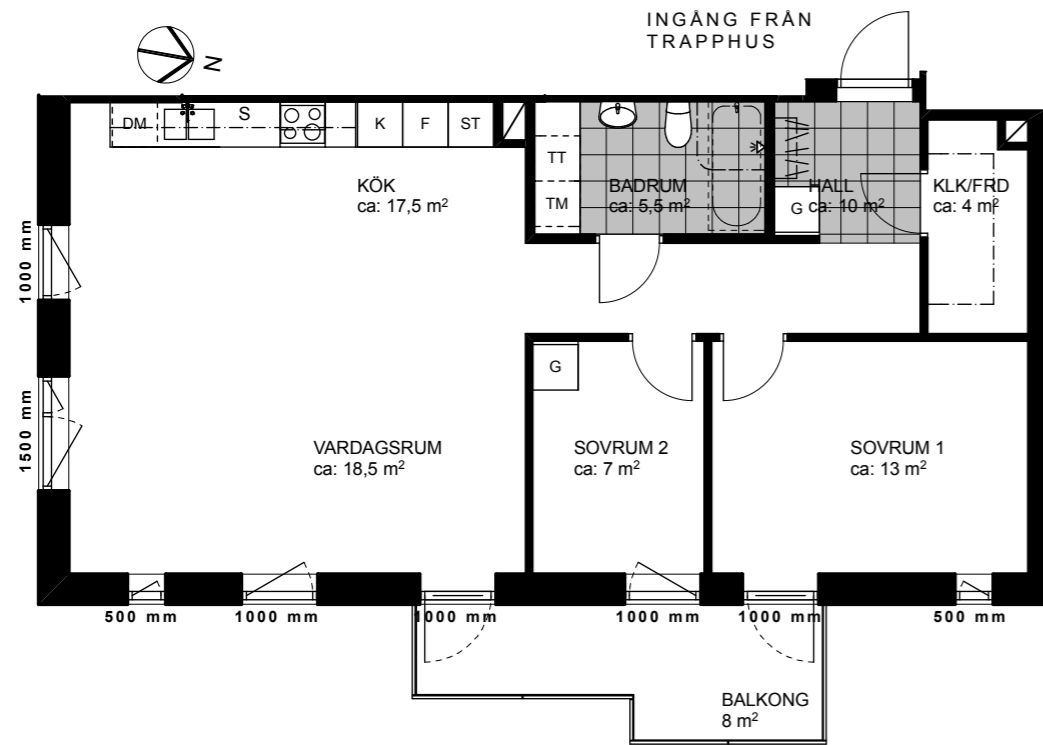 INGÅNG FRÅN
TRAPPHUS
N
DM
S
K
F
ST
TT
TM
KÖK
ca: 17,5 m²
BADRUM
ca: 5,5 m²
HALL
ca: 10 m²
G
KLK/FRD
ca: 4 m²
1000 mm
G
1500 mm
VARDAGSRUM
ca: 18,5 m²
SOVRUM 2
ca: 7 m²
SOVRUM 1
ca: 13 m²
500 mm
1000 mm
1000 mm
1000 mm
1000 mm
500 mm
BALKONG
8 m²